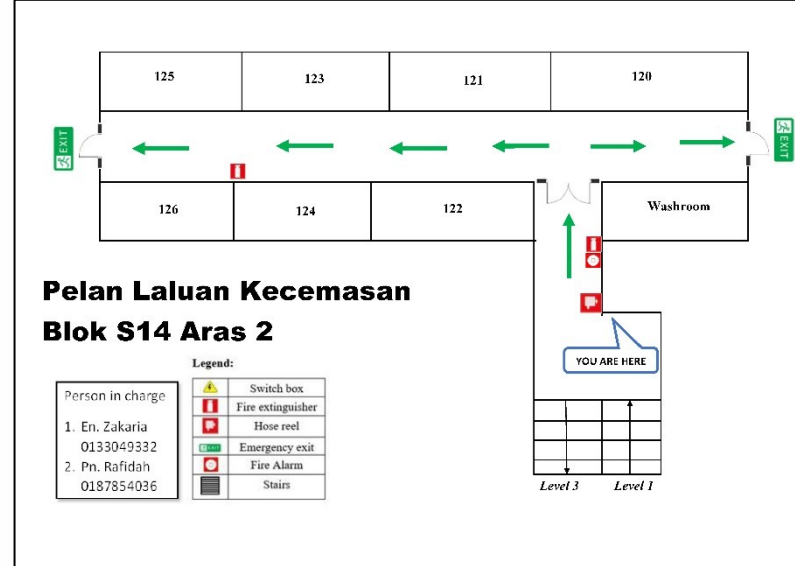 125
123
121
120
EXIT
EXIT
126
124
122
Washroom
Pelan Laluan Kecemasan
Blok S14 Aras 2
YOU ARE HERE
Legend:
Switch box
Fire extinguisher
Hose reel
EXIT
Emergency exit
Fire Alarm
Stairs
Person in charge
1. En. Zakaria
0133049332
2. Pn. Rafidah
0187854036
Level 3
Level 1